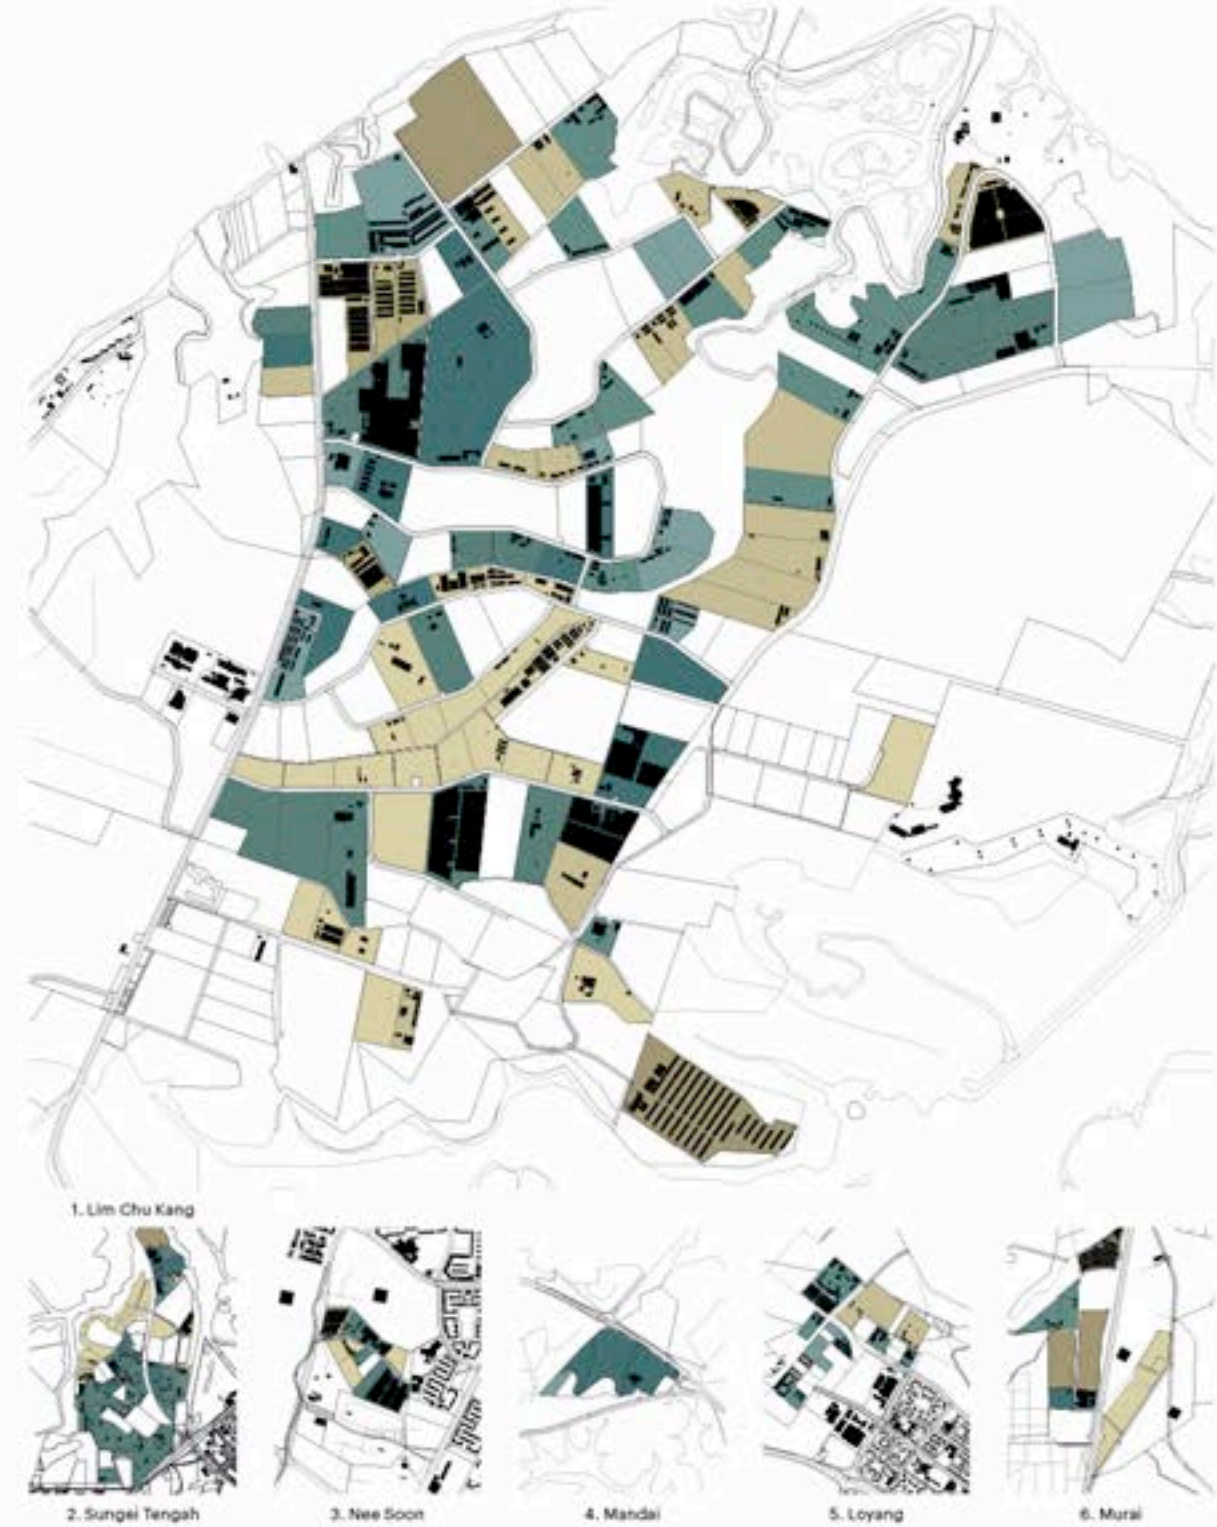 1. Lim Chu Kang
2. Sungei Tengah
3. Nee Soon
4. Mandai
5. Loyang
6. Murai